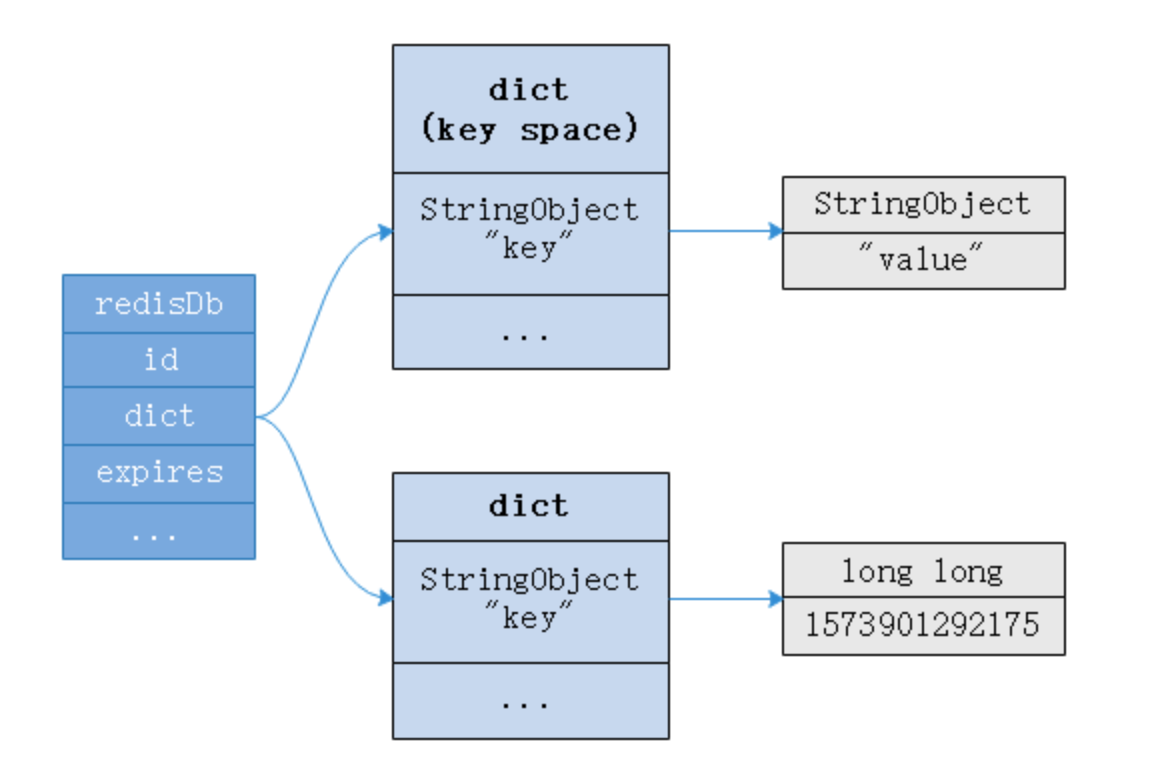 redisDb
id
dict
expires
...
dict
(key space)
StringObject
"key"
...
StringObject
"value"
dict
StringObject
"key"
...
long long
1573901292175